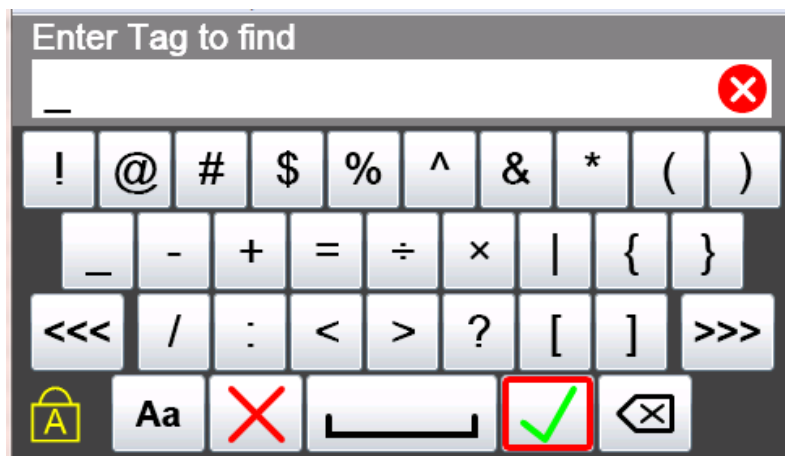 Enter Tag to find
_
! @ # $ % ^ & * ( )
_ - + = ÷ × | { }
<<< / : < > ? [ ] >>>
A Aa